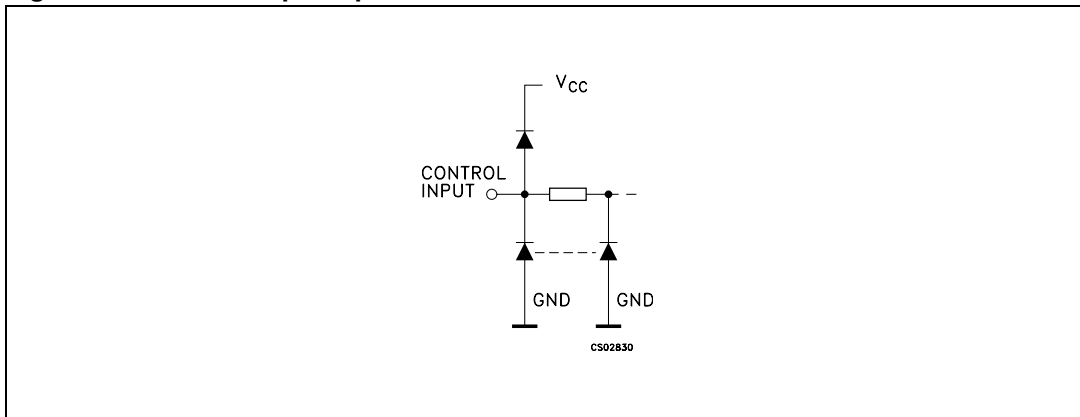 VCC
CONTROL
INPUT
GND
GND
CS02830